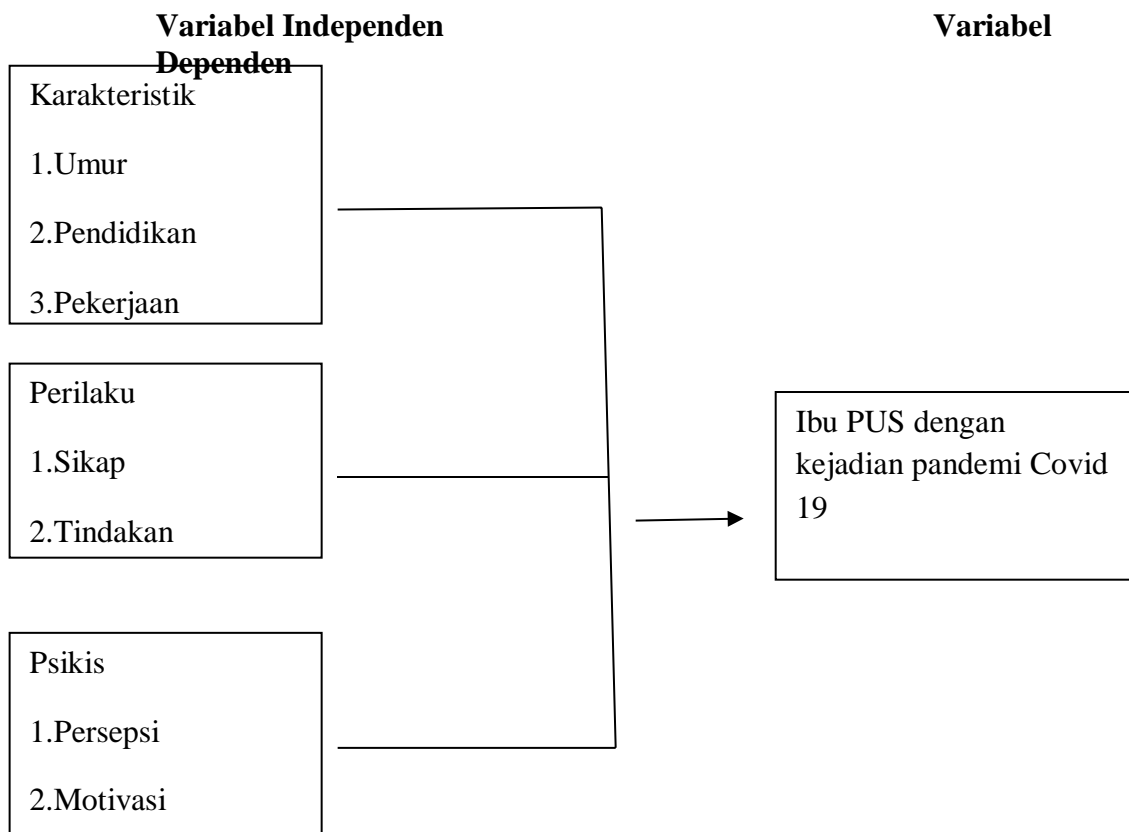 Variabel Independen Variabel
Dependen
Karakteristik
1.Umur
2.Pendidikan
3.Pekerjaan
Perilaku
1.Sikap
2.Tindakan
Psikis
1.Persepsi
2.Motivasi
Ibu PUS dengan
kejadian pandemi Covid
19